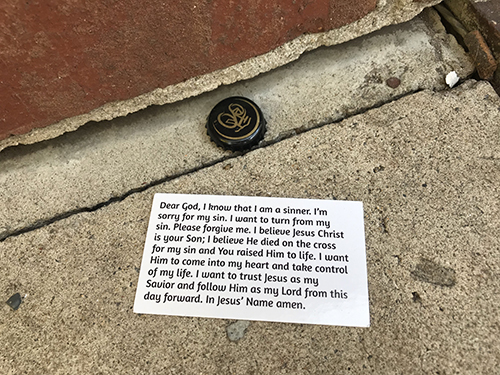 Dear God, I know that I am a sinner. I'm
sorry for my sin. I want to turn from my
sin. Please forgive me. I believe Jesus Christ
is your Son; I believe He died on the cross
for my sin and You raised Him to life. I want
Him to come into my heart and take control
of my life. I want to trust Jesus as my
Savior and follow Him as my Lord from this
day forward. In Jesus' Name amen.